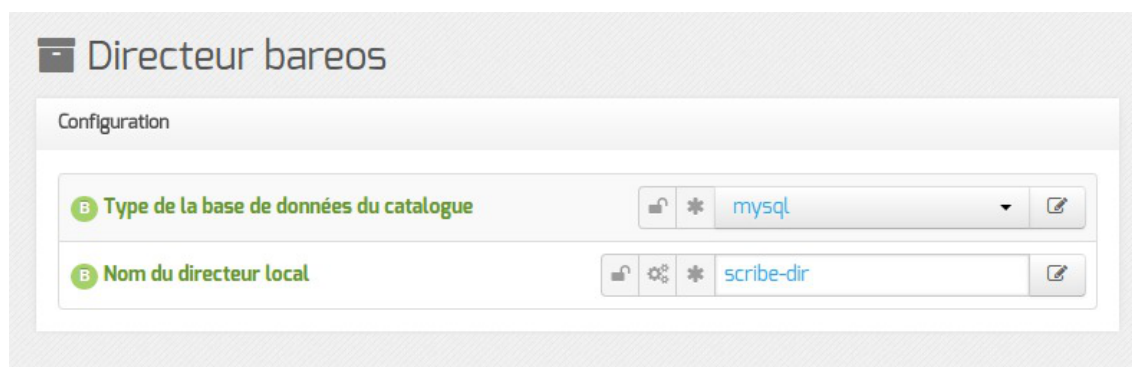 Directeur bareos
Configuration
B Type de la base de données du catalogue mysql
B Nom du directeur local scribe-dir